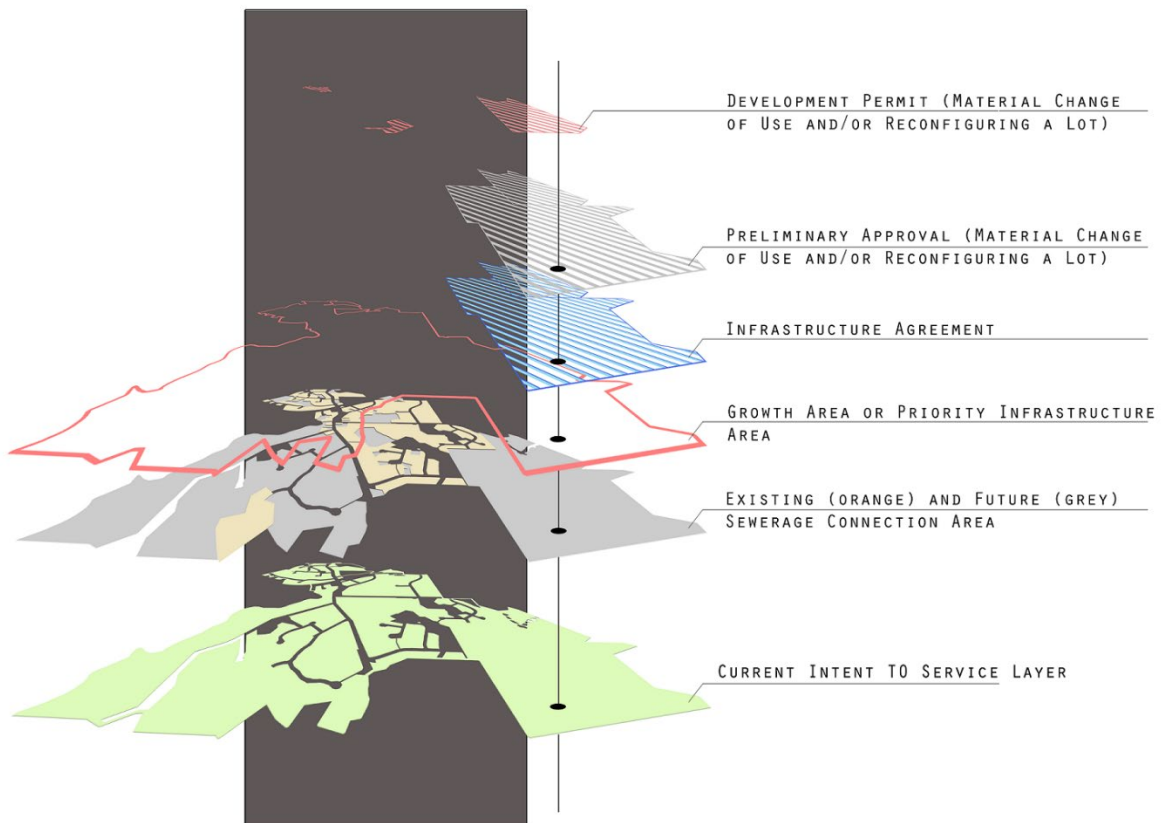 Development Permit (Material Change
of Use and/or Reconfiguring a Lot)
Preliminary Approval (Material Change
of Use and/or Reconfiguring a Lot)
Infrastructure Agreement
Growth Area or Priority Infrastructure
Area
Existing (orange) and Future (grey)
Sewerage Connection Area
Current Intent TO Service Layer